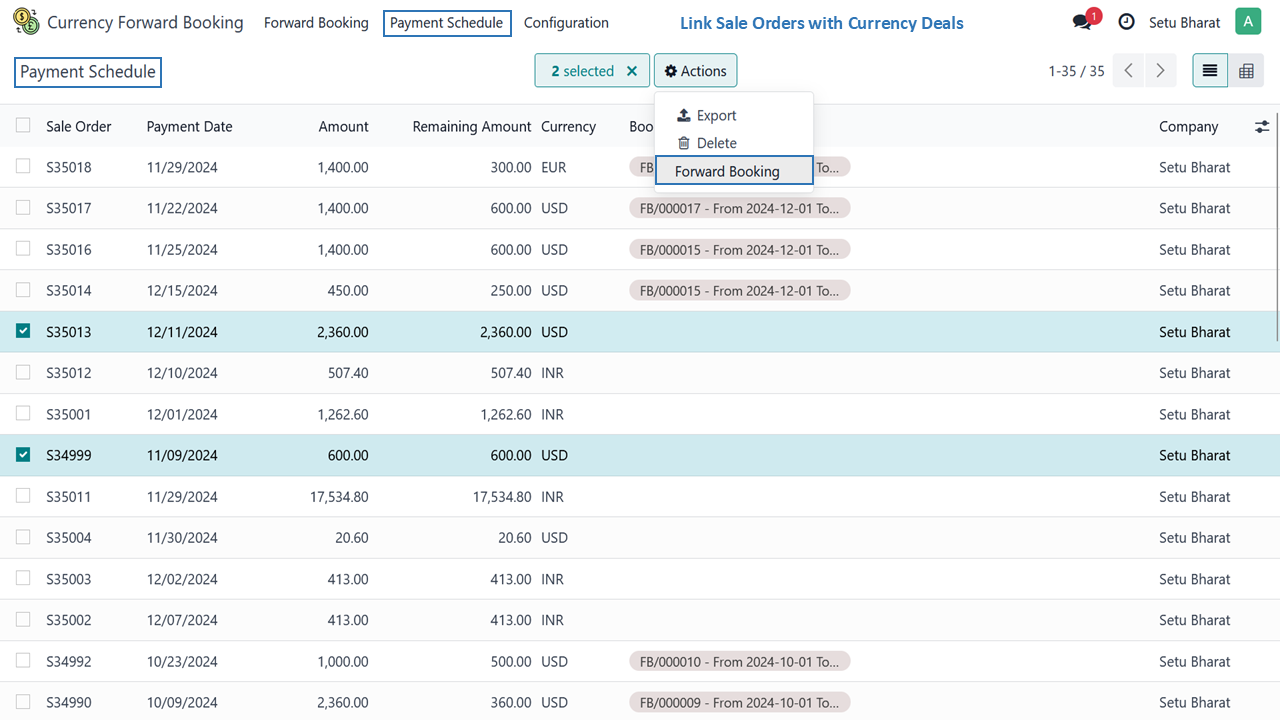 Currency Forward Booking Forward Booking Payment Schedule Configuration Link Sale Orders with Currency Deals 1 Setu Bharat A
Payment Schedule 2 selected × Actions 1-35 / 35
Export
Delete
Forward Booking
Sale Order Payment Date Amount Remaining Amount Currency Boo Company
S35018 11/29/2024 1,400.00 300.00 EUR FB To... Setu Bharat
S35017 11/22/2024 1,400.00 600.00 USD FB/000017 - From 2024-12-01 To... Setu Bharat
S35016 11/25/2024 1,400.00 600.00 USD FB/000015 - From 2024-12-01 To... Setu Bharat
S35014 12/15/2024 450.00 250.00 USD FB/000015 - From 2024-12-01 To... Setu Bharat
S35013 12/11/2024 2,360.00 2,360.00 USD Setu Bharat
S35012 12/10/2024 507.40 507.40 INR Setu Bharat
S35001 12/01/2024 1,262.60 1,262.60 INR Setu Bharat
S34999 11/09/2024 600.00 600.00 USD Setu Bharat
S35011 11/29/2024 17,534.80 17,534.80 INR Setu Bharat
S35004 11/30/2024 20.60 20.60 USD Setu Bharat
S35003 12/02/2024 413.00 413.00 INR Setu Bharat
S35002 12/07/2024 413.00 413.00 INR Setu Bharat
S34992 10/23/2024 1,000.00 500.00 USD FB/000010 - From 2024-10-01 To... Setu Bharat
S34990 10/09/2024 2,360.00 360.00 USD FB/000009 - From 2024-10-01 To... Setu Bharat